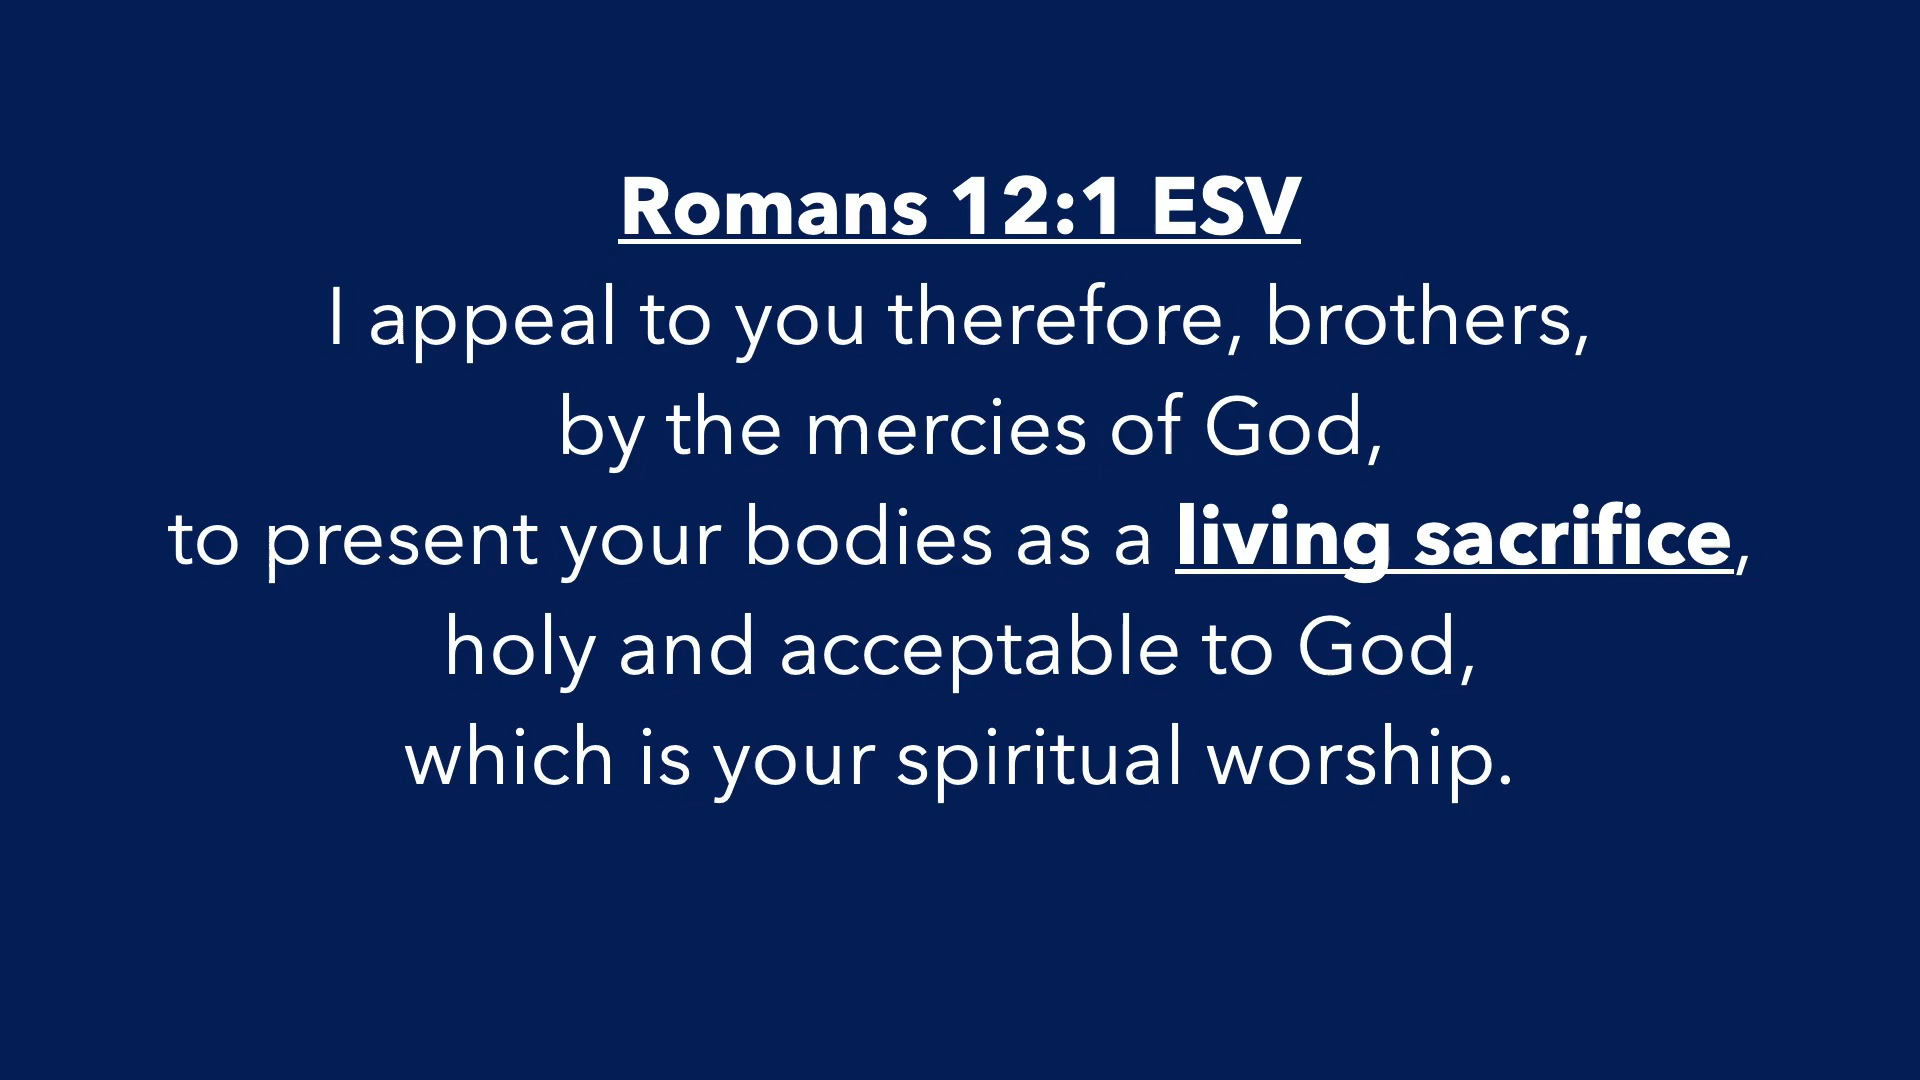 Romans 12:1 ESV
I appeal to you therefore, brothers,
by the mercies of God,
to present your bodies as a living sacrifice,
holy and acceptable to God,
which is your spiritual worship.